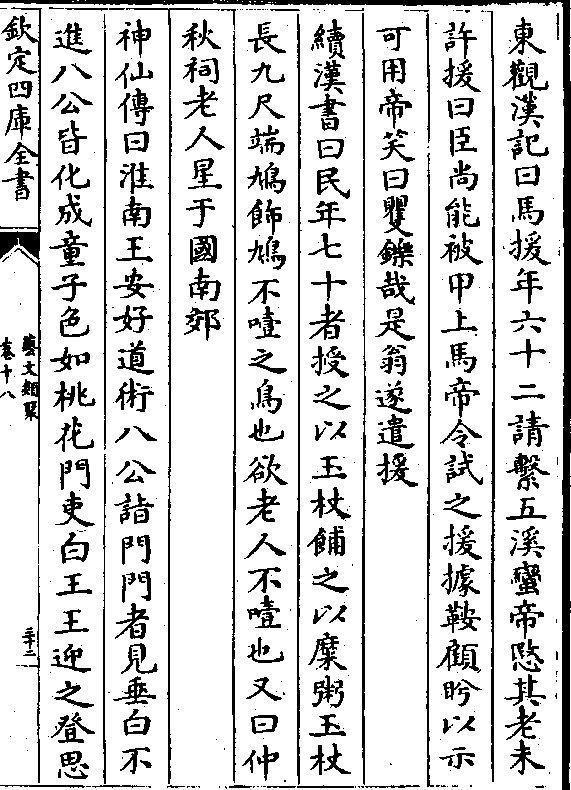 東觀漢記曰馬援年六十二請繫五溪蠻帝愍其老未
許援曰臣尚能被甲上馬帝令試之援據鞍顧眄以示
可用帝笑曰矍鑠哉是翁遂遣援
續漢書曰民年七十者授之以玉杖餔之以糜粥玉杖
長九尺端鳩飾鳩不噎之鳥也欲老人不噎也又曰仲
秋祠老人星于國南郊
神仙傳曰淮南王安好道術八公詣門門者見垂白不
進八公皆化成童子色如桃花門吏白王王迎之登思
欽定四庫全書
藝文類聚
卷十八
二十二